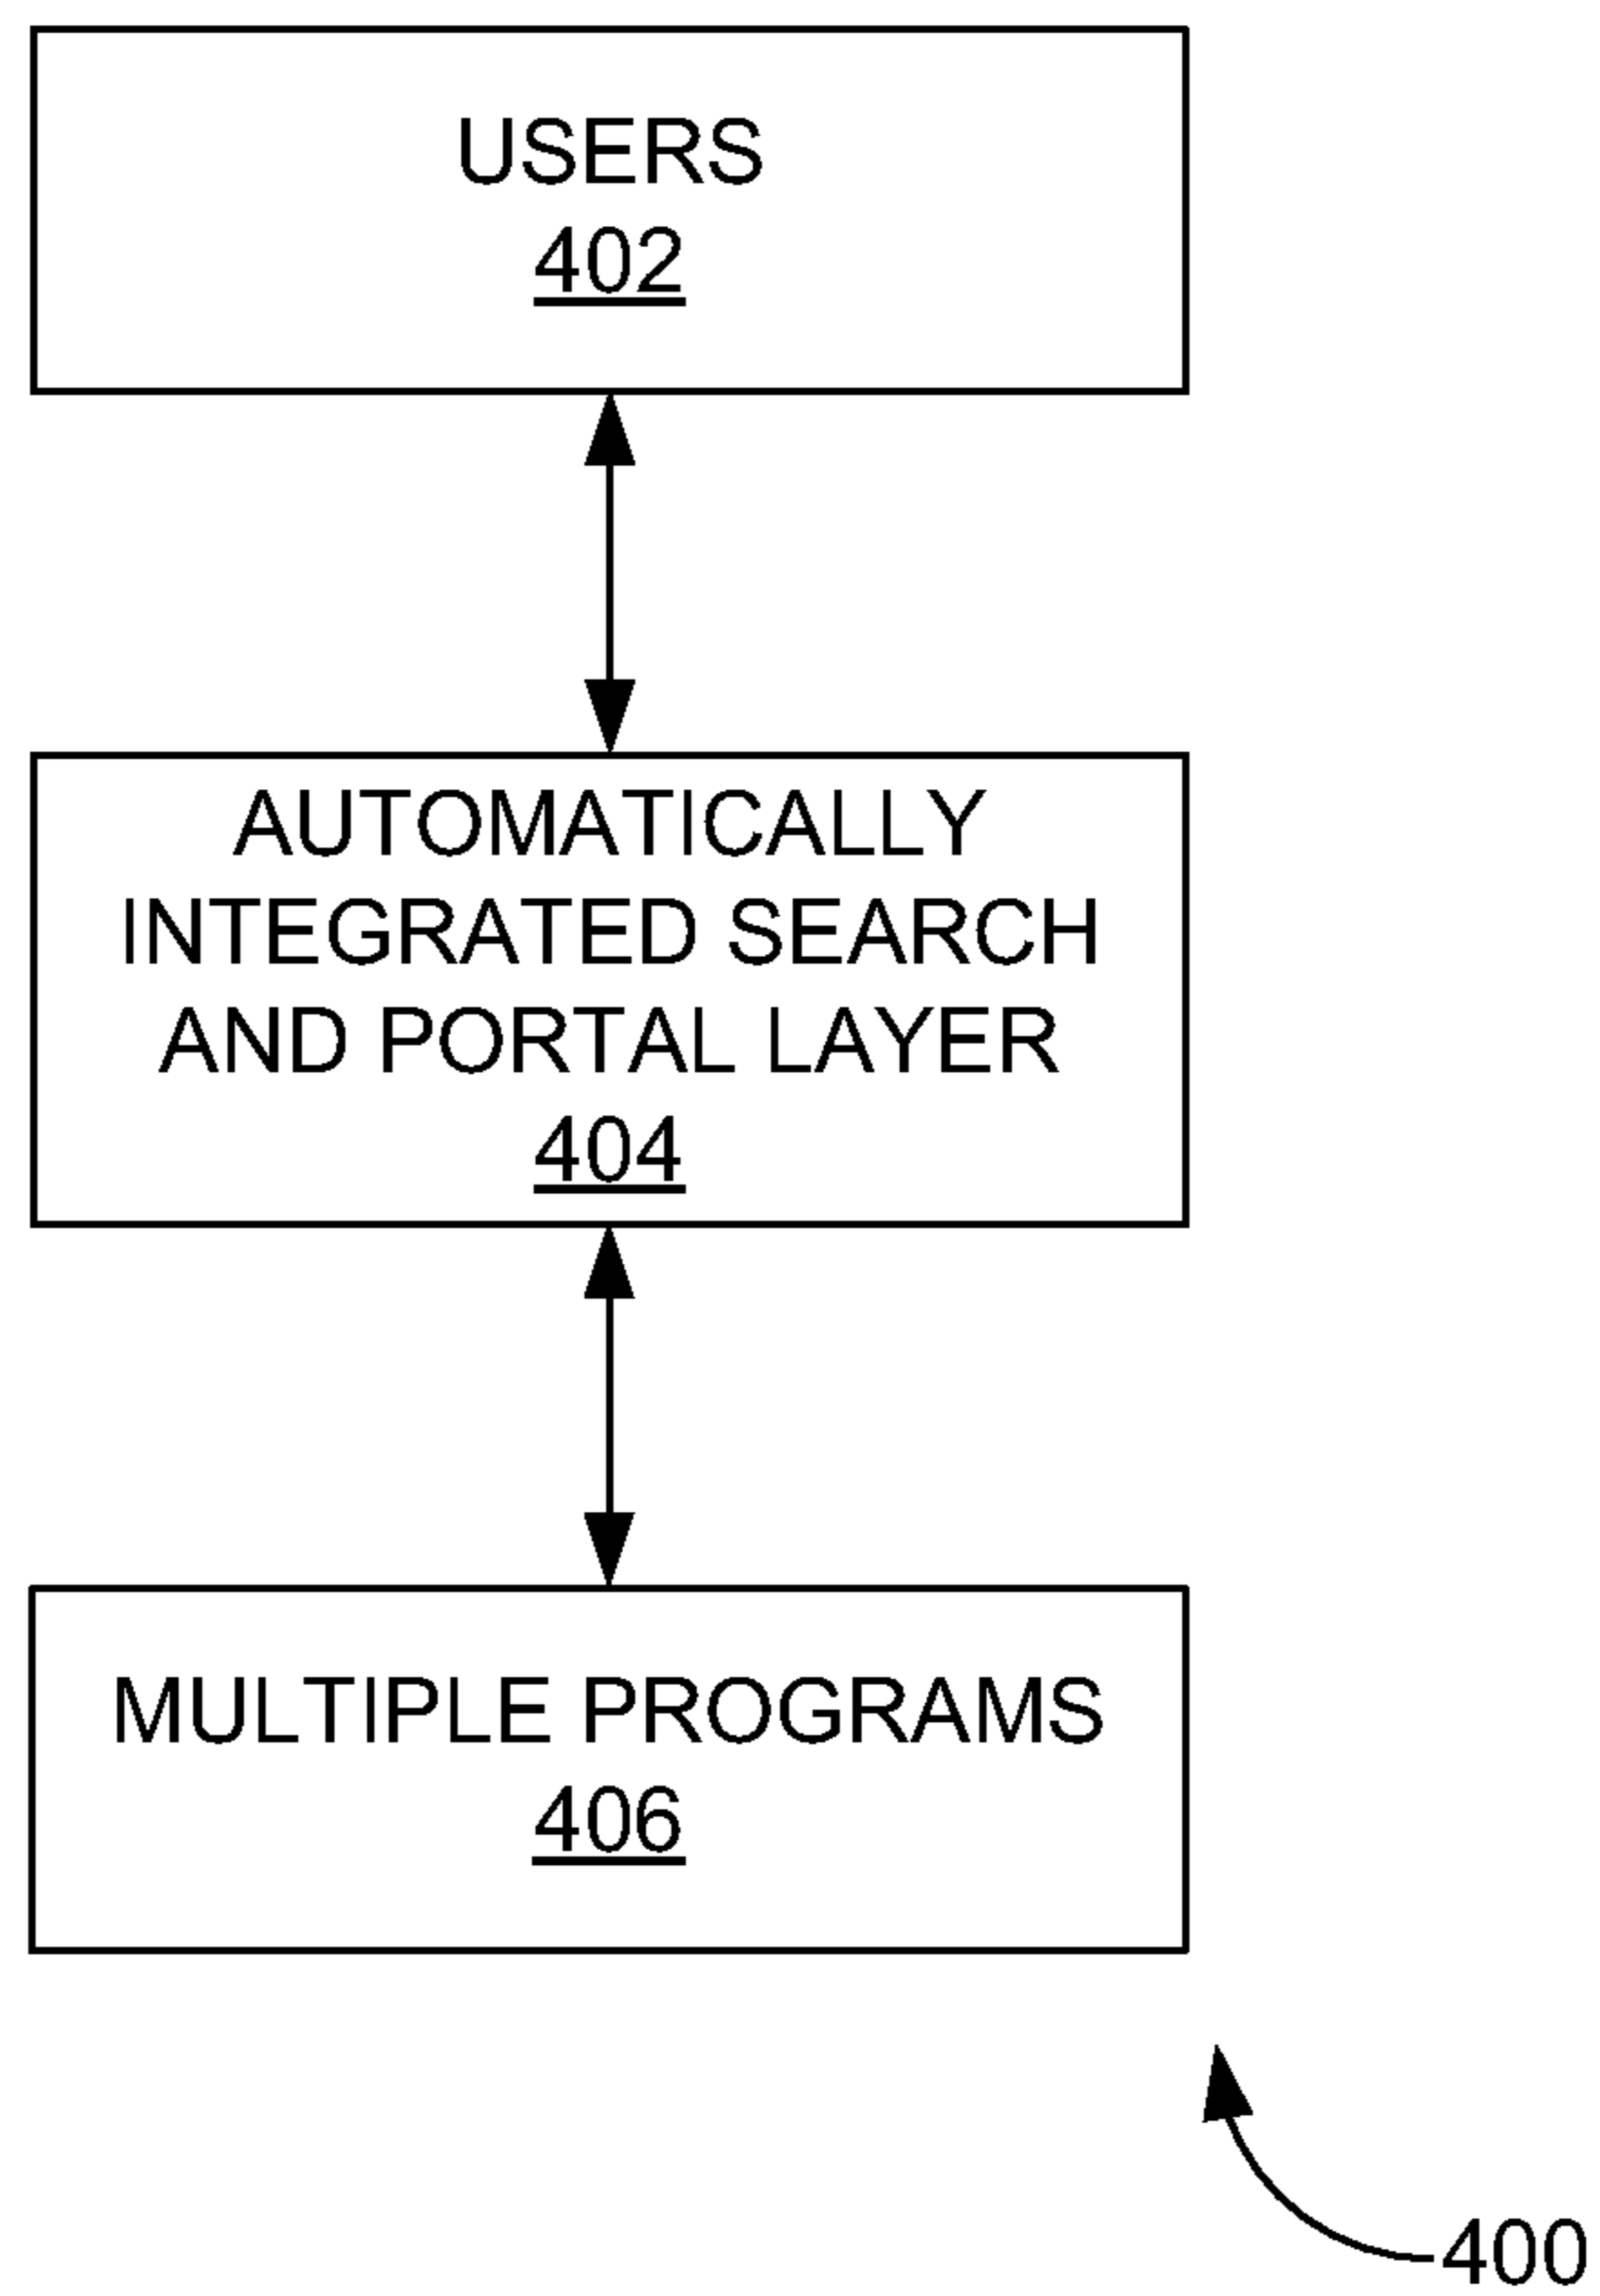 USERS
402
AUTOMATICALLY
INTEGRATED SEARCH
AND PORTAL LAYER
404
MULTIPLE PROGRAMS
406
400